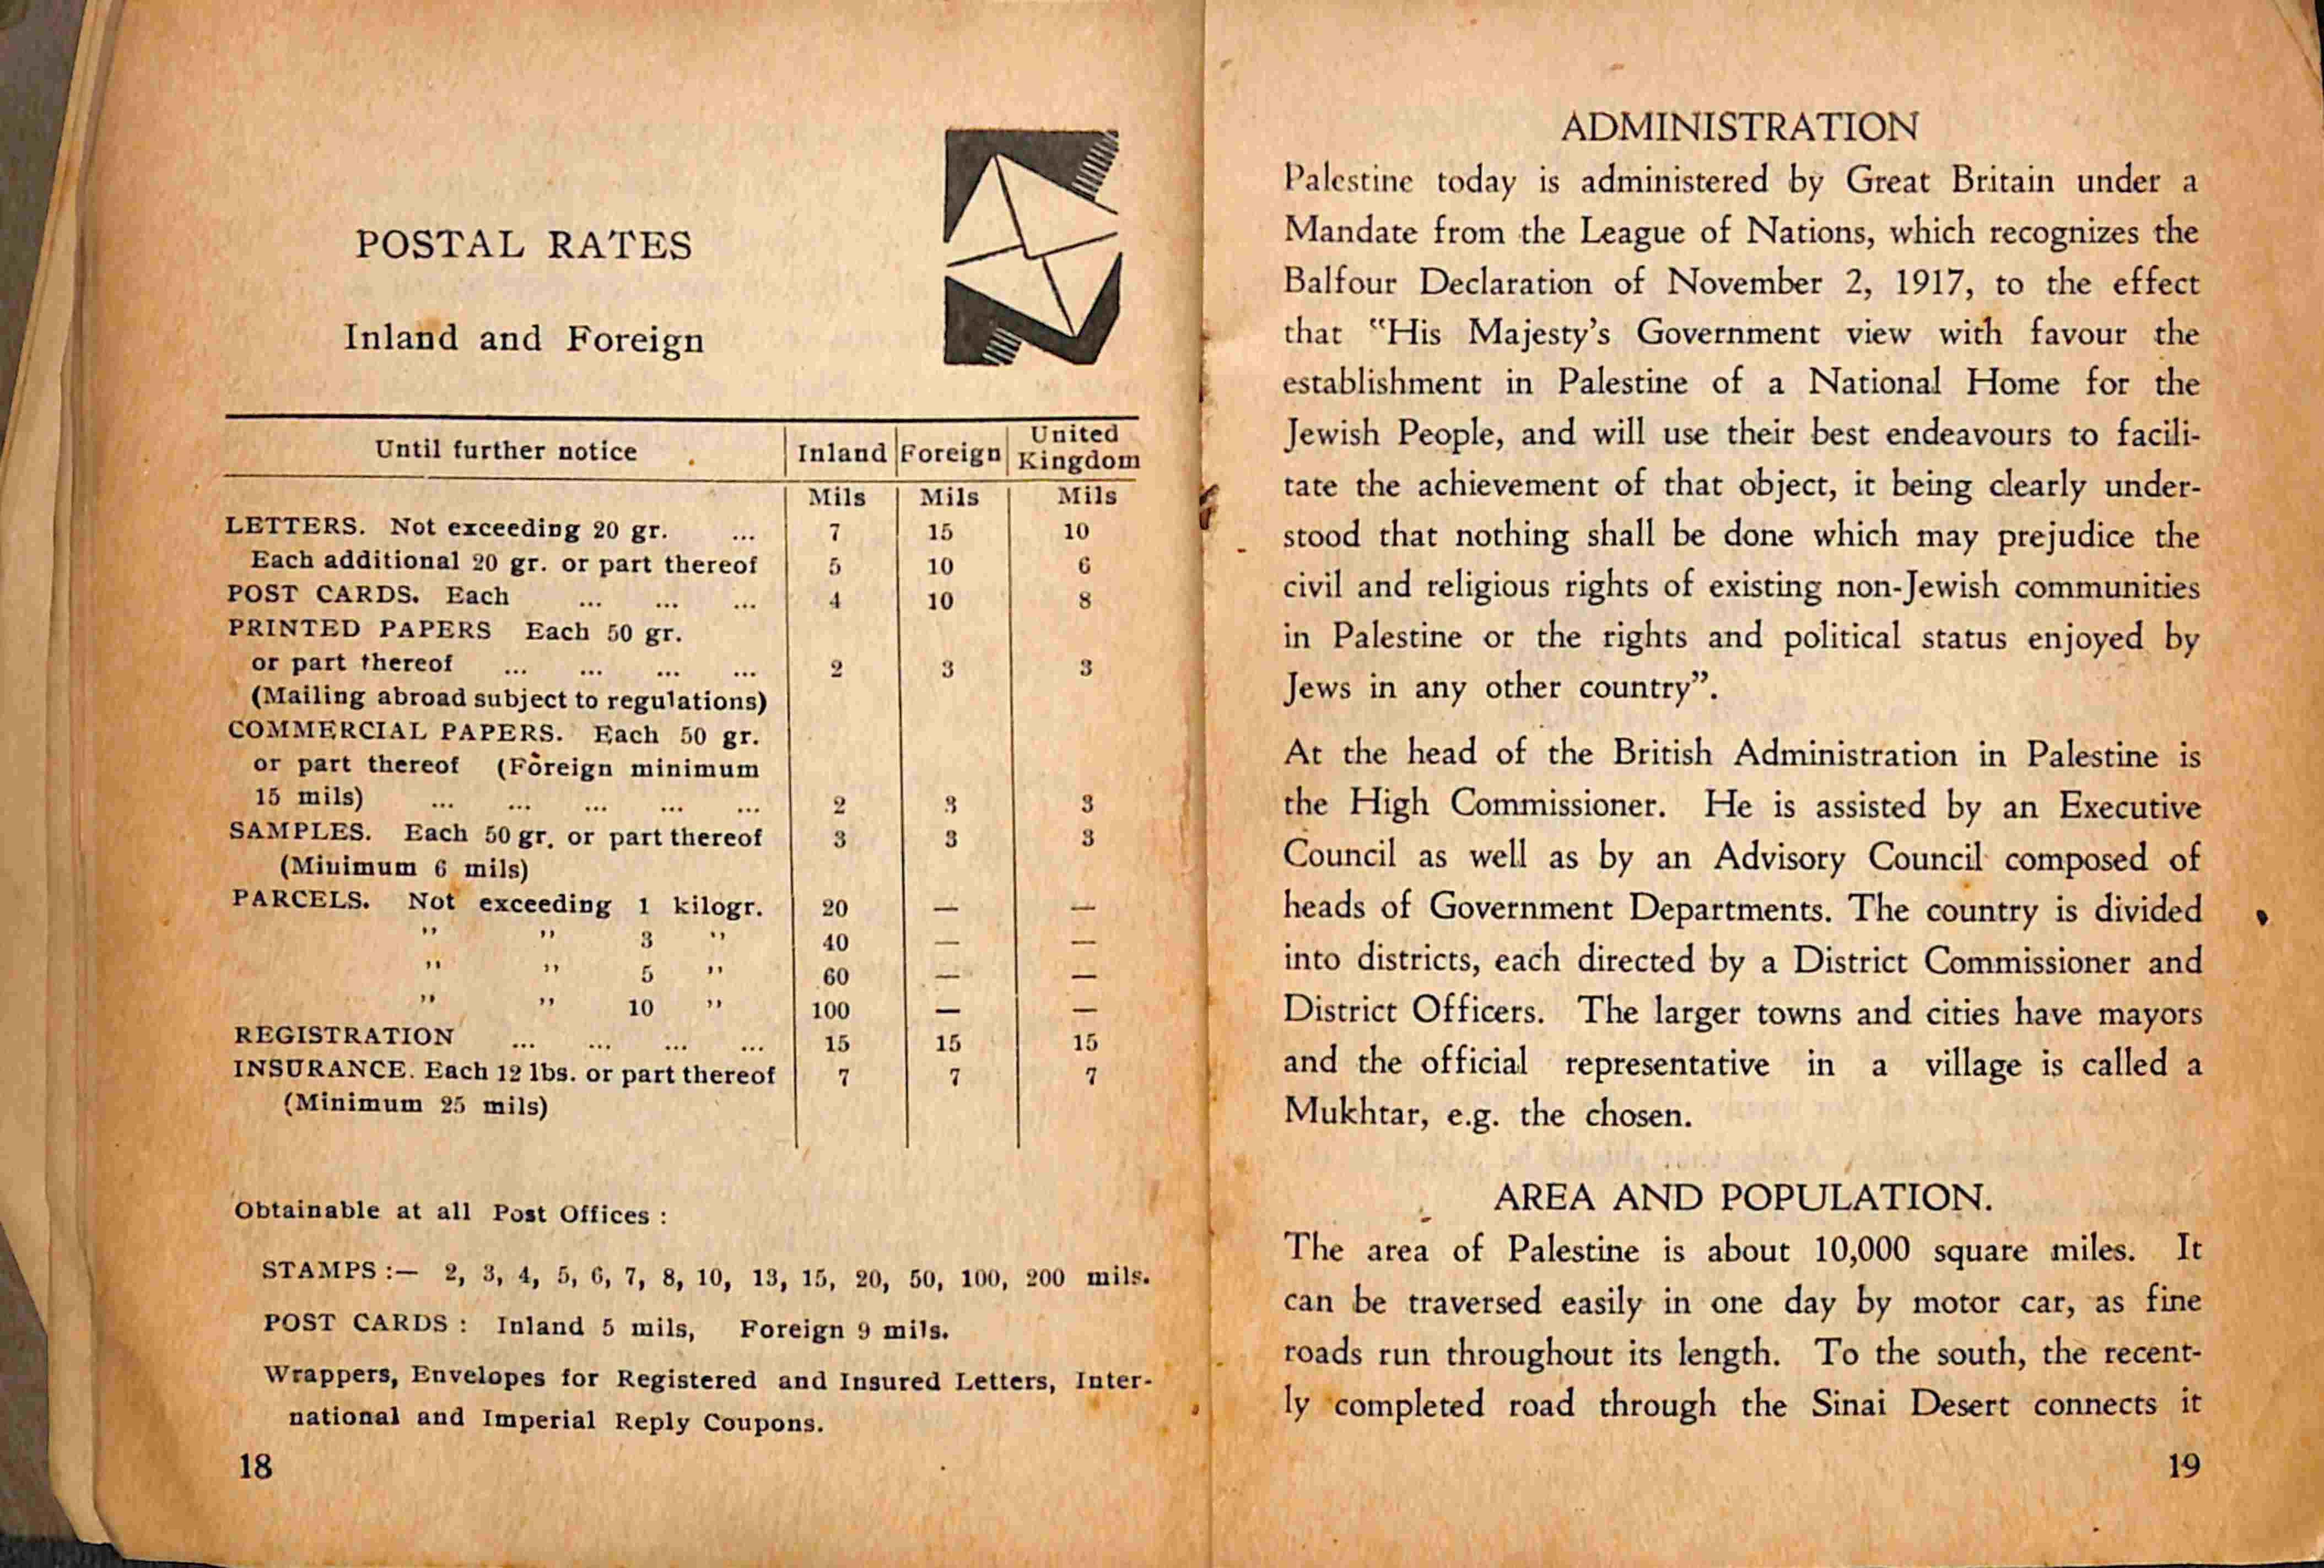 POSTAL RATES
Inland and Foreign
Until further notice Inland Foreign United Kingdom
Mils Mils Mils
LETTERS. Not exceeding 20 gr. ... 7 15 10
Each additional 20 gr. or part thereof 5 10 6
POST CARDS. Each ... ... ... 4 10 8
PRINTED PAPERS Each 50 gr.
or part thereof ... ... ... ... 2 3 3
(Mailing abroad subject to regulations)
COMMERCIAL PAPERS. Each 50 gr.
or part thereof (Foreign minimum
15 mils) ... ... ... ... ... 2 3 3
SAMPLES. Each 50 gr. or part thereof 3 3 3
(Miuimum 6 mils)
PARCELS. Not exceeding 1 kilogr. 20 — —
,, ,, 3 ,, 40 — —
,, ,, 5 ,, 60 — —
,, ,, 10 ,, 100 — —
REGISTRATION ... ... ... ... 15 15 15
INSURANCE. Each 12 lbs. or part thereof 7 7 7
(Minimum 25 mils)
Obtainable at all Post Offices :
STAMPS :— 2, 3, 4, 5, 6, 7, 8, 10, 13, 15, 20, 50, 100, 200 mils.
POST CARDS : Inland 5 mils, Foreign 9 mils.
Wrappers, Envelopes for Registered and Insured Letters, Inter-
national and Imperial Reply Coupons.
18
ADMINISTRATION
Palestine today is administered by Great Britain under a
Mandate from the League of Nations, which recognizes the
Balfour Declaration of November 2, 1917, to the effect
that "His Majesty's Government view with favour the
establishment in Palestine of a National Home for the
Jewish People, and will use their best endeavours to facili-
tate the achievement of that object, it being clearly under-
stood that nothing shall be done which may prejudice the
civil and religious rights of existing non-Jewish communities
in Palestine or the rights and political status enjoyed by
Jews in any other country".
At the head of the British Administration in Palestine is
the High Commissioner. He is assisted by an Executive
Council as well as by an Advisory Council composed of
heads of Government Departments. The country is divided
into districts, each directed by a District Commissioner and
District Officers. The larger towns and cities have mayors
and the official representative in a village is called a
Mukhtar, e.g. the chosen.
AREA AND POPULATION.
The area of Palestine is about 10,000 square miles. It
can be traversed easily in one day by motor car, as fine
roads run throughout its length. To the south, the recent-
ly completed road through the Sinai Desert connects it
19